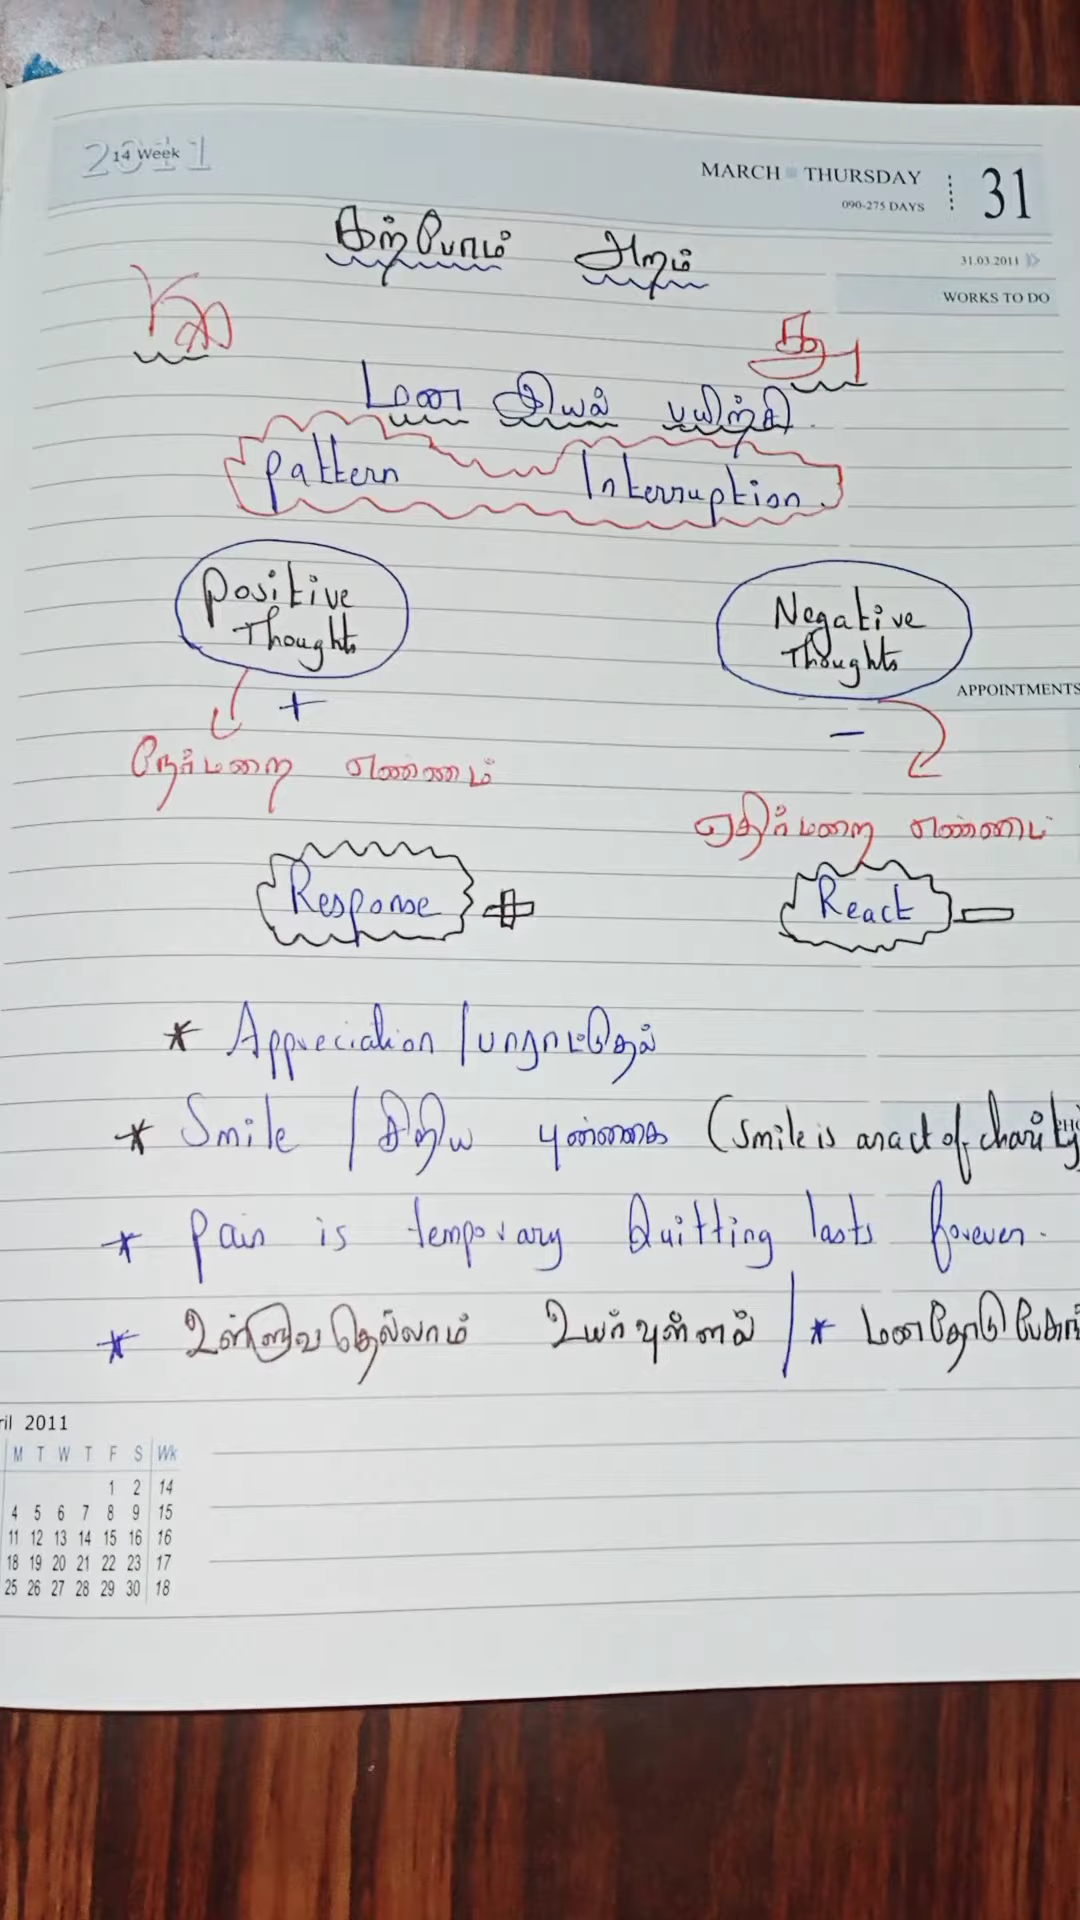 2011
14 Week
MARCH THURSDAY 31
090-275 DAYS
31.03.2011
கற்போம் அறம்
WORKS TO DO
மன இயல் பயிற்சி
Pattern Interruption.
Positive Thoughts
Negative Thoughts
APPOINTMENTS
+
−
நேர்மறை எண்ணம்
எதிர்மறை எண்ணம்
Response
React
* Appreciation / பாராட்டுதல்
* Smile / சிறிய புன்னகை (Smile is an act of charity)
* Pain is temporary Quitting lasts forever.
* உள்ளுவதெல்லாம் உயர்வுள்ளல் / * மனதோடு
ril 2011
M T W T F S Wk
1 2 14
4 5 6 7 8 9 15
11 12 13 14 15 16 16
18 19 20 21 22 23 17
25 26 27 28 29 30 18